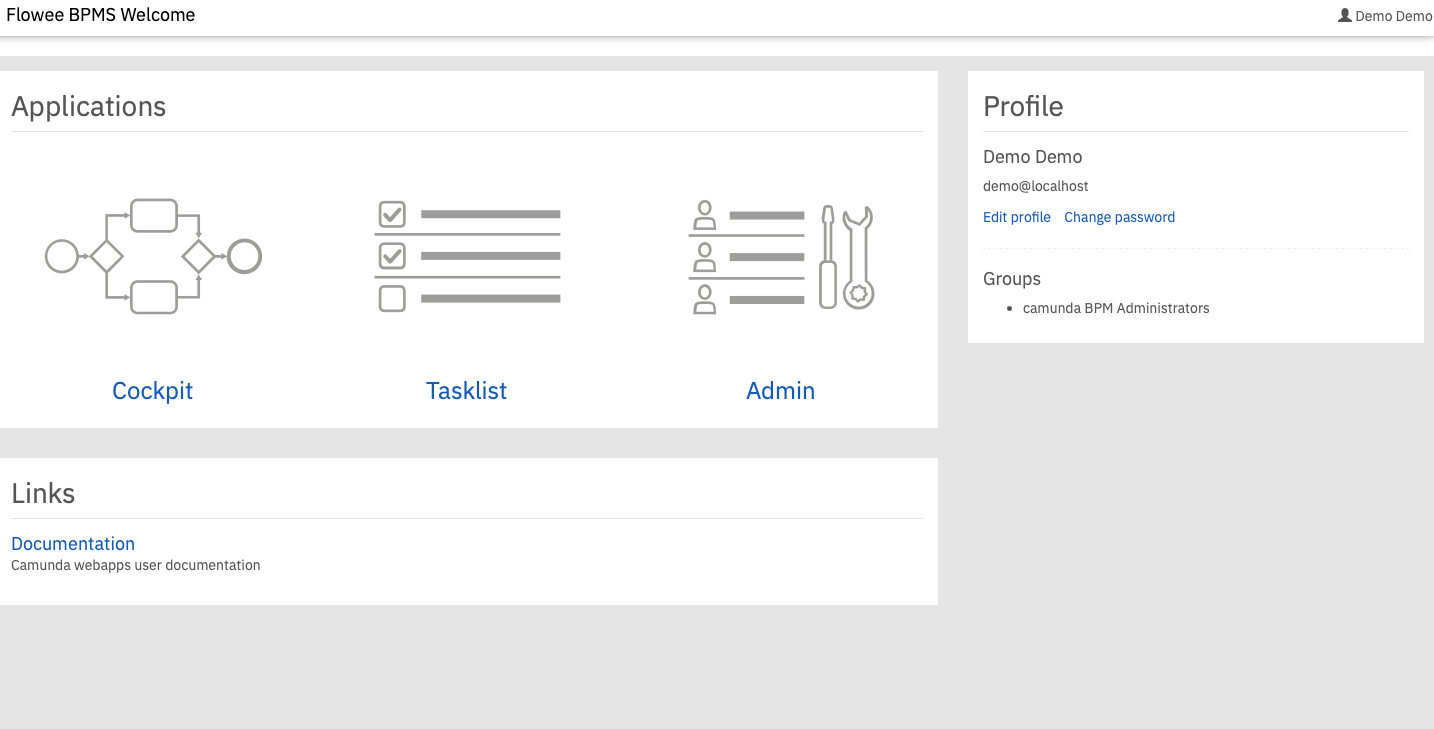 Flowee BPMS Welcome
Demo Demo
Applications
Cockpit
Tasklist
Admin
Links
Documentation
Camunda webapps user documentation
Profile
Demo Demo
demo@localhost
Edit profile Change password
Groups
camunda BPM Administrators